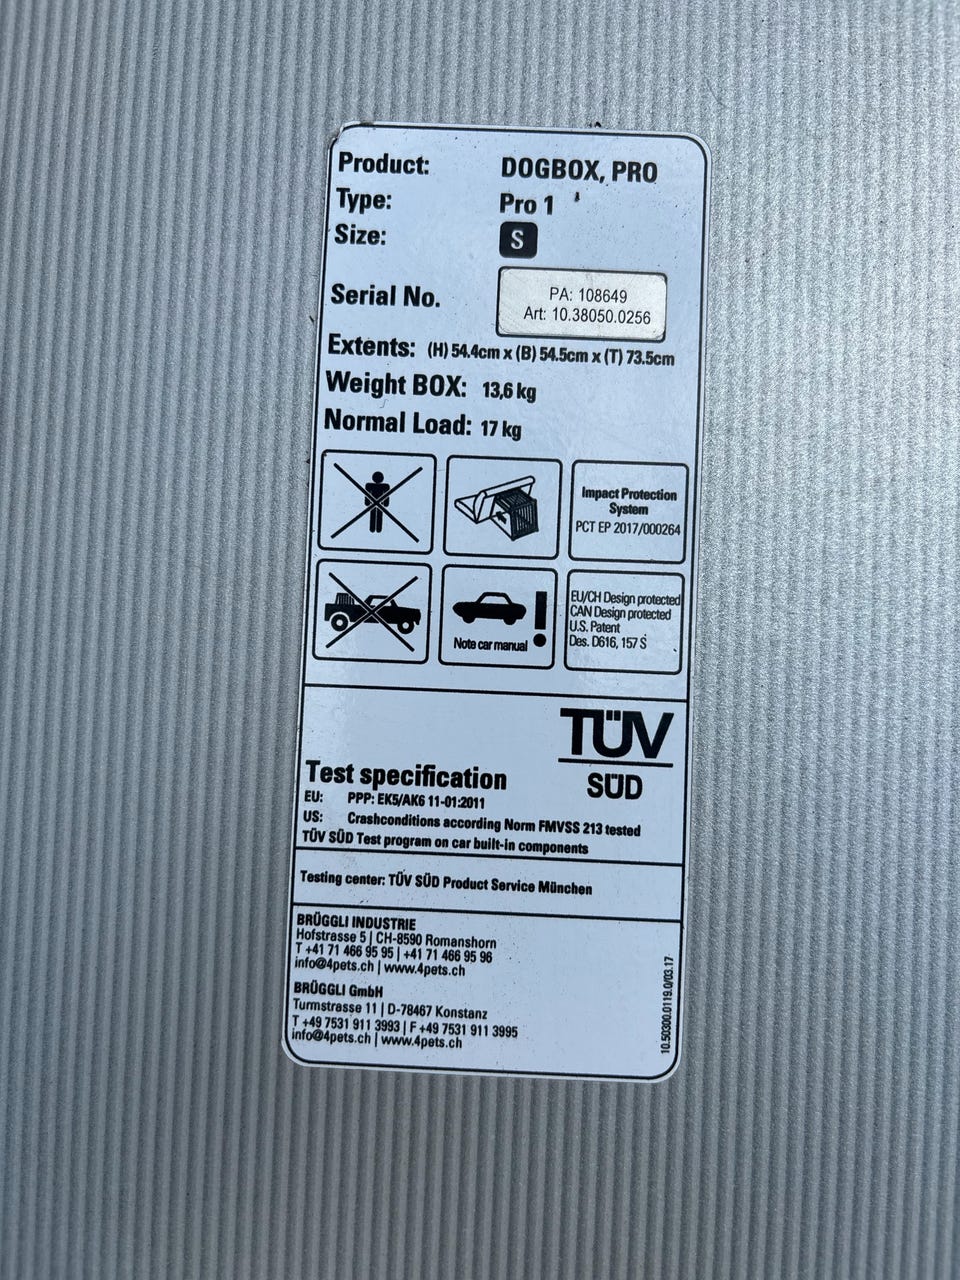 Product: DOGBOX, PRO
Type: Pro 1
Size: S
Serial No. PA: 108649
Art: 10.38050.0256
Extents: (H) 54.4cm x (B) 54.5cm x (T) 73.5cm
Weight BOX: 13,6 kg
Normal Load: 17 kg
Impact Protection
System
PCT EP 2017/000264
Note car manual
EU/CH Design protected
CAN Design protected
U.S. Patent
Des. D616, 157 S
TÜV
SÜD
Test specification
EU: PPP: EK5/AK6 11-01:2011
US: Crashconditions according Norm FMVSS 213 tested
TÜV SÜD Test program on car built-in components
Testing center: TÜV SÜD Product Service München
BRÜGGLI INDUSTRIE
Hofstrasse 5 | CH-8590 Romanshorn
T +41 71 466 95 95 | +41 71 466 95 96
info@4pets.ch | www.4pets.ch
BRÜGGLI GmbH
Turmstrasse 11 | D-78467 Konstanz
T +49 7531 911 3993 | F +49 7531 911 3995
info@4pets.ch | www.4pets.ch
10.50300.0119.0/03.17